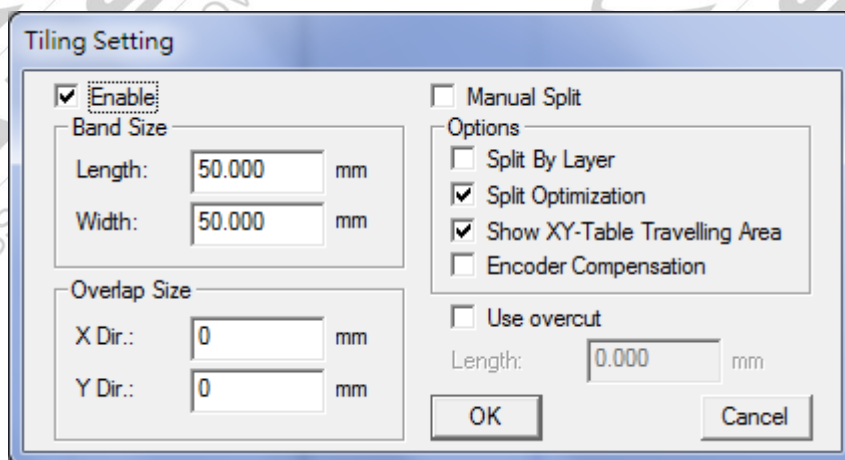 Tiling Setting
Enable
Band Size
Length: 50.000 mm
Width: 50.000 mm
Overlap Size
X Dir.: 0 mm
Y Dir.: 0 mm
Manual Split
Options
Split By Layer
Split Optimization
Show XY-Table Travelling Area
Encoder Compensation
Use overcut
Length: 0.000 mm
OK
Cancel